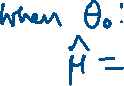 when θ₀:
μ̂ =